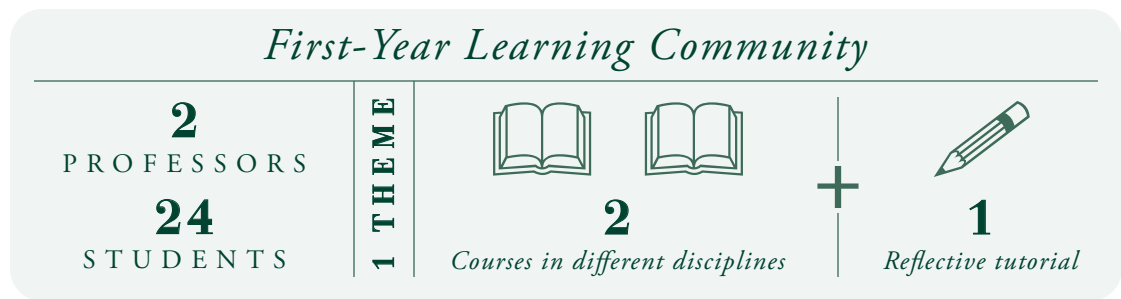 First-Year Learning Community
2
PROFESSORS
24
STUDENTS
1 THEME
2
Courses in different disciplines
+
1
Reflective tutorial